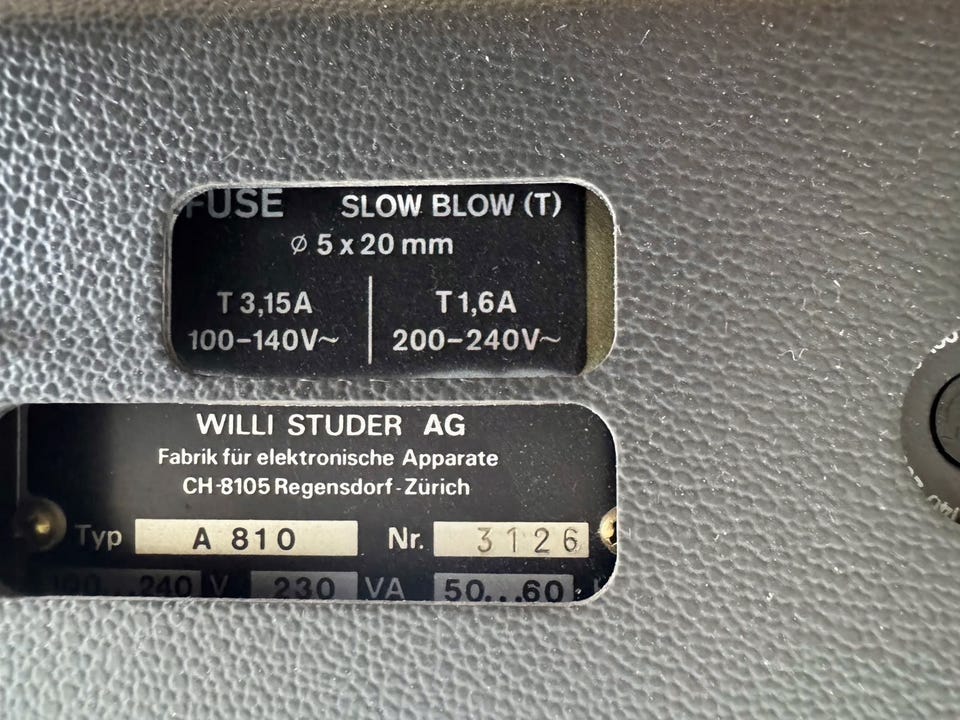 FUSE SLOW BLOW (T)
⌀ 5 x 20 mm
T 3,15A T 1,6A
100-140V~ 200-240V~
WILLI STUDER AG
Fabrik für elektronische Apparate
CH-8105 Regensdorf-Zürich
Typ A 810 Nr. 3126
100...240 V 230 VA 50...60